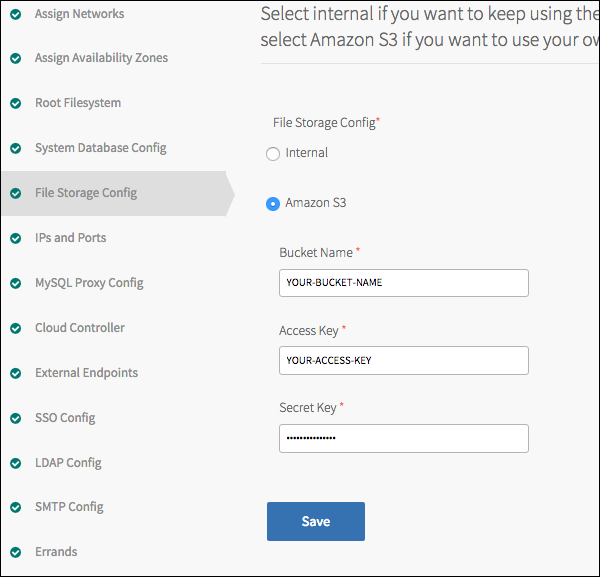 Assign Networks
Assign Availability Zones
Root Filesystem
System Database Config
File Storage Config
IPs and Ports
MySQL Proxy Config
Cloud Controller
External Endpoints
SSO Config
LDAP Config
SMTP Config
Errands
Select internal if you want to keep using the
select Amazon S3 if you want to use your ow
File Storage Config*
Internal
Amazon S3
Bucket Name *
YOUR-BUCKET-NAME
Access Key *
YOUR-ACCESS-KEY
Secret Key *
•••••••••••••••
Save